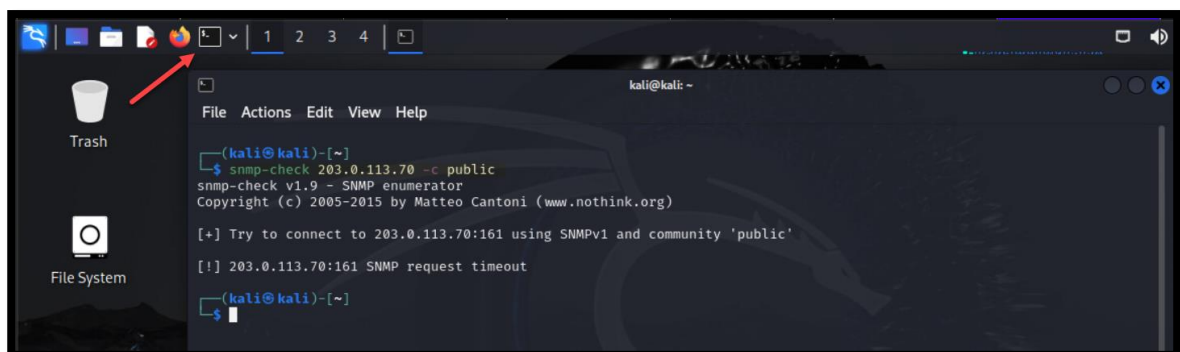 1 2 3 4
kali@kali: ~
File Actions Edit View Help
Trash
File System
┌──(kali㉿kali)-[~]
└─$ snmp-check 203.0.113.70 -c public
snmp-check v1.9 - SNMP enumerator
Copyright (c) 2005-2015 by Matteo Cantoni (www.nothink.org)
[+] Try to connect to 203.0.113.70:161 using SNMPv1 and community 'public'
[!] 203.0.113.70:161 SNMP request timeout
┌──(kali㉿kali)-[~]
└─$